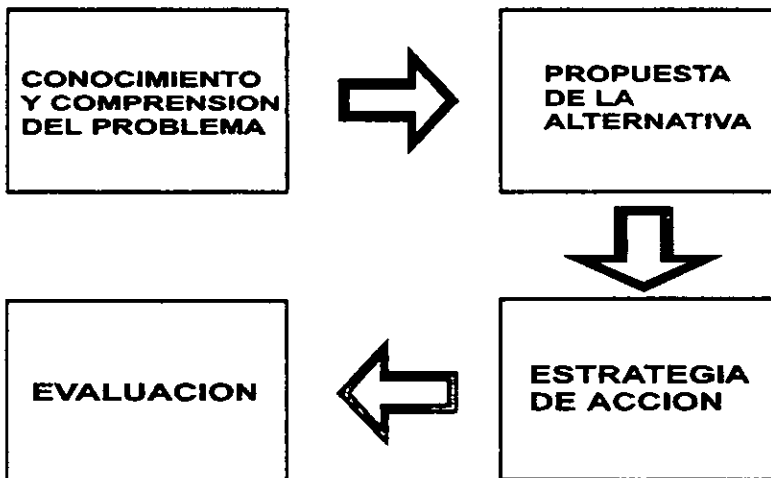 CONOCIMIENTO
Y COMPRENSION
DEL PROBLEMA
PROPUESTA
DE LA
ALTERNATIVA
ESTRATEGIA
DE ACCION
EVALUACION